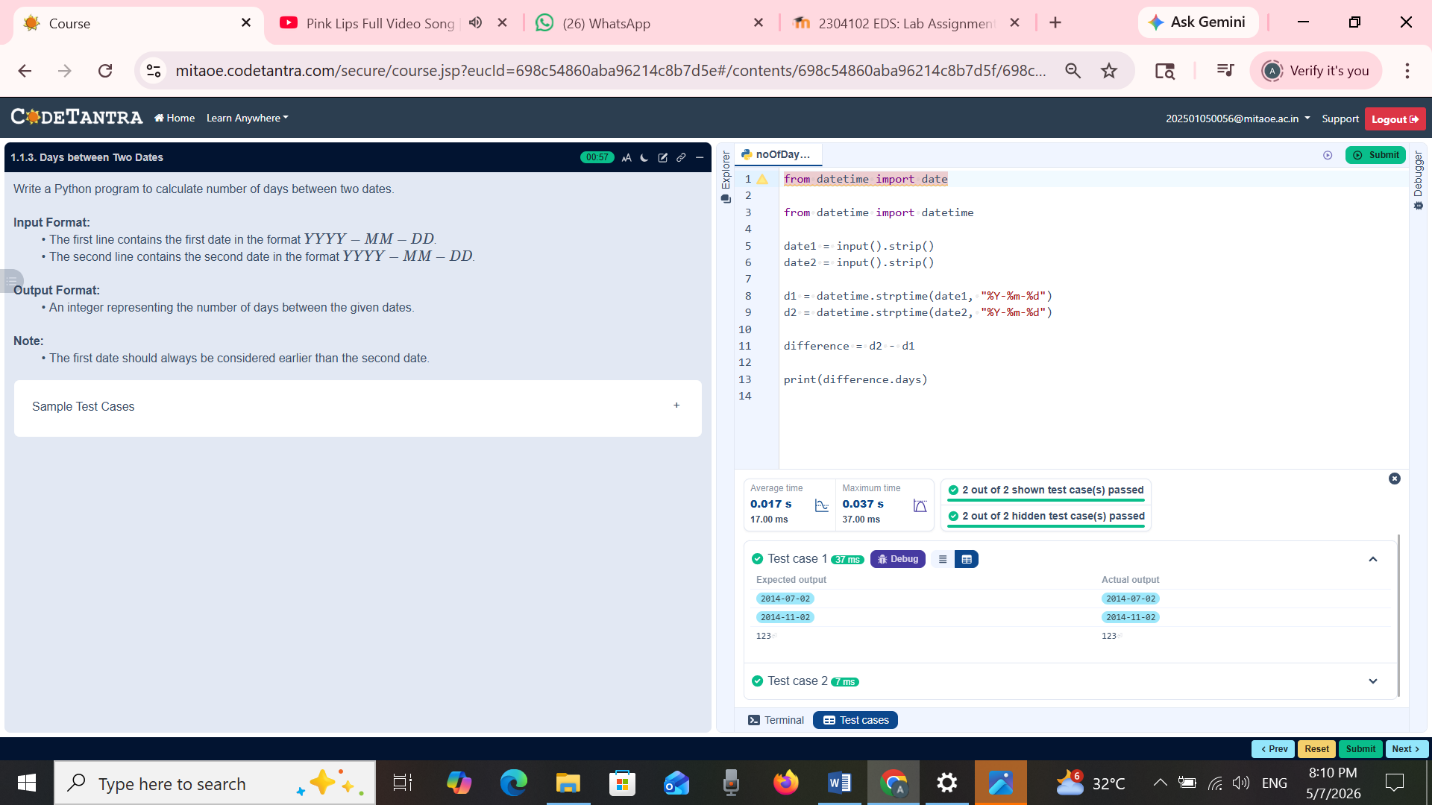 Course
Pink Lips Full Video Song
(26) WhatsApp
2304102 EDS: Lab Assignment
Ask Gemini
mitaoe.codetantra.com/secure/course.jsp?eucId=698c54860aba96214c8b7d5e#/contents/698c54860aba96214c8b7d5f/698c...
A
Verify it's you
CODETANTRA
Home
Learn Anywhere
202501050056@mitaoe.ac.in
Support
Logout
1.1.3. Days between Two Dates
00:57
AA
Write a Python program to calculate number of days between two dates.
Input Format:
• The first line contains the first date in the format YYYY – MM – DD.
• The second line contains the second date in the format YYYY – MM – DD.
Output Format:
• An integer representing the number of days between the given dates.
Note:
• The first date should always be considered earlier than the second date.
Sample Test Cases
+
Explorer
noOfDay...
Submit
Debugger
1 from datetime import date
2
3 from datetime import datetime
4
5 date1 = input().strip()
6 date2 = input().strip()
7
8 d1 = datetime.strptime(date1, "%Y-%m-%d")
9 d2 = datetime.strptime(date2, "%Y-%m-%d")
10
11 difference = d2 - d1
12
13 print(difference.days)
14
Average time
0.017 s
17.00 ms
Maximum time
0.037 s
37.00 ms
2 out of 2 shown test case(s) passed
2 out of 2 hidden test case(s) passed
Test case 1 37 ms Debug
Expected output
Actual output
2014-07-02
2014-07-02
2014-11-02
2014-11-02
123
123
Test case 2 7 ms
Terminal
Test cases
< Prev
Reset
Submit
Next >
Type here to search
6
32°C
ENG
8:10 PM
5/7/2026